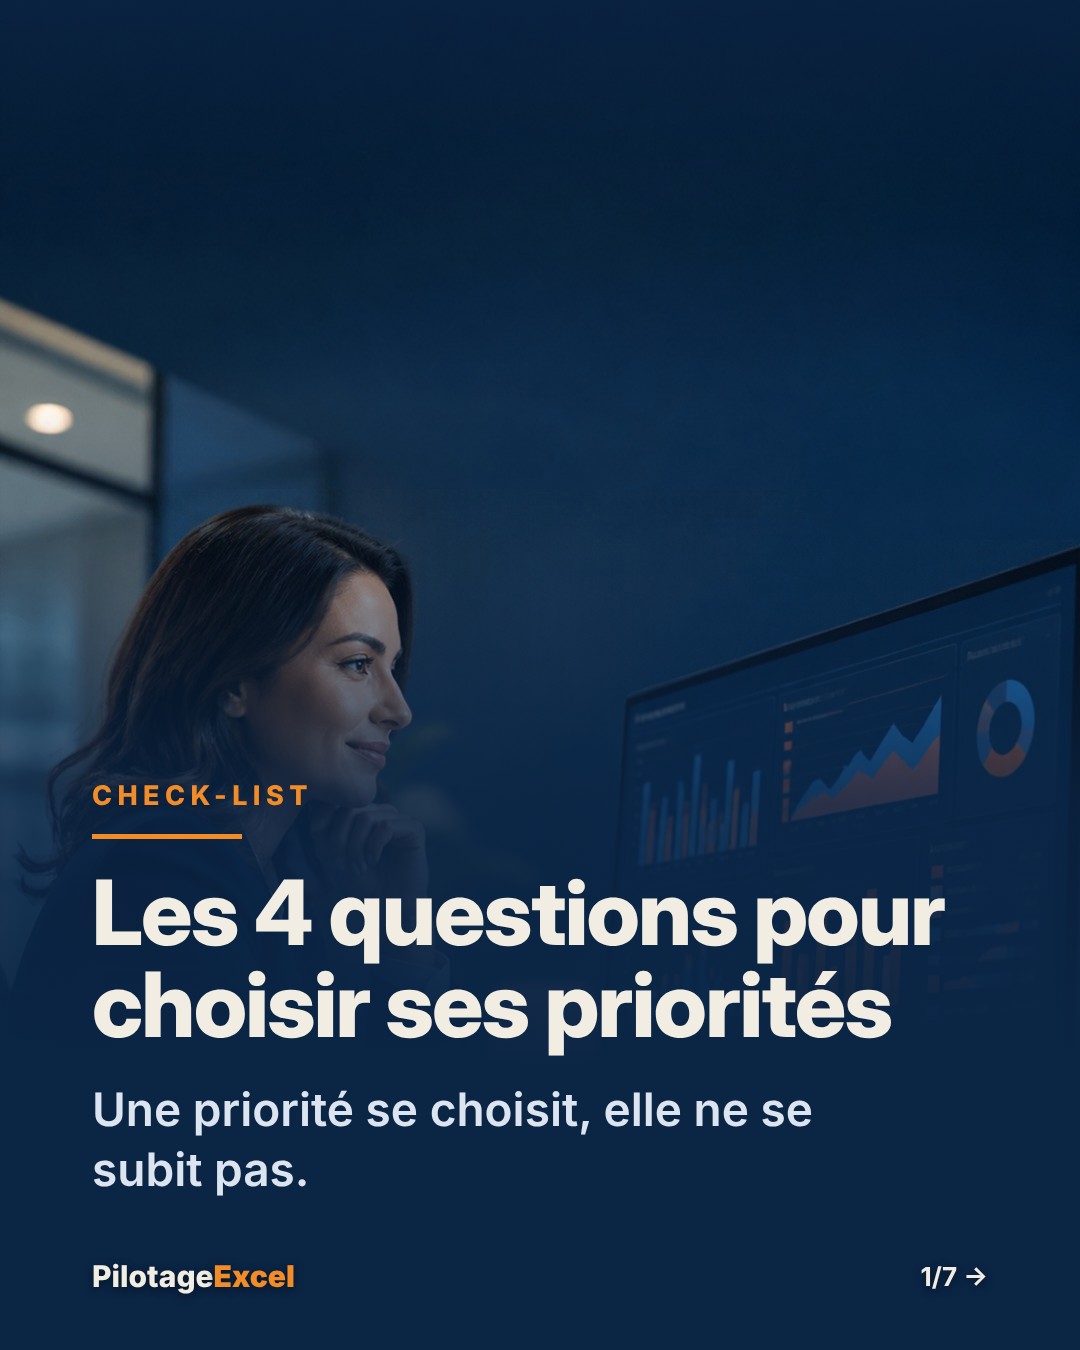 CHECK-LIST
Les 4 questions pour
choisir ses priorités
Une priorité se choisit, elle ne se
subit pas.
PilotageExcel
1/7 →